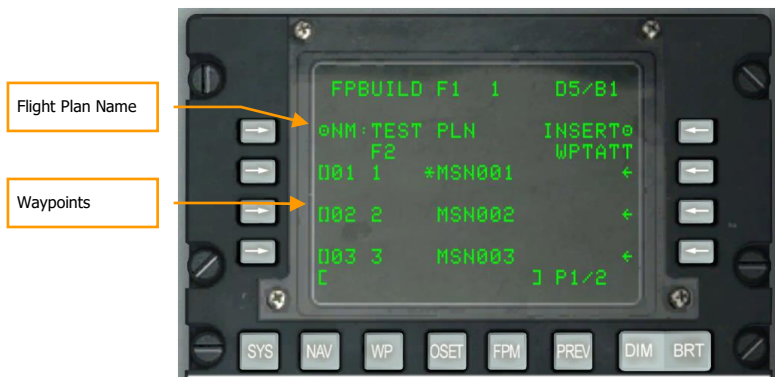 Flight Plan Name
Waypoints
FPBUILD F1 1 D5/B1
⊙NM:TEST PLN INSERT⊙
F2 WPTATT
[]01 1 *MSN001 ←
[]02 2 MSN002 ←
[]03 3 MSN003 ←
[ ] P1/2
SYS NAV WP OSET FPM PREV DIM BRT